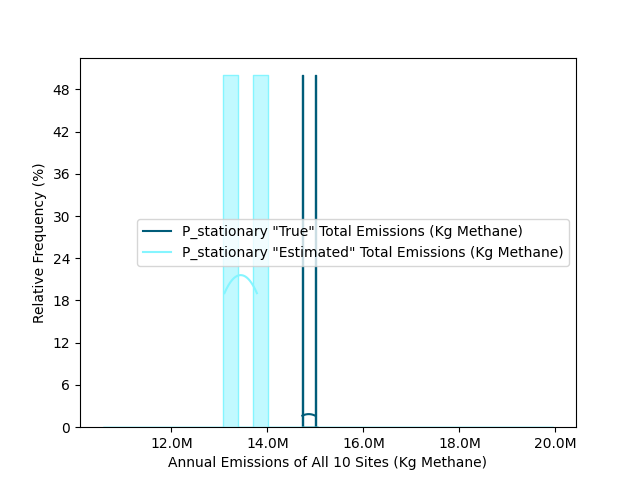 48
42
36
30
24
18
12
6
0
Relative Frequency (%)
P_stationary "True" Total Emissions (Kg Methane)
P_stationary "Estimated" Total Emissions (Kg Methane)
12.0M 14.0M 16.0M 18.0M 20.0M
Annual Emissions of All 10 Sites (Kg Methane)